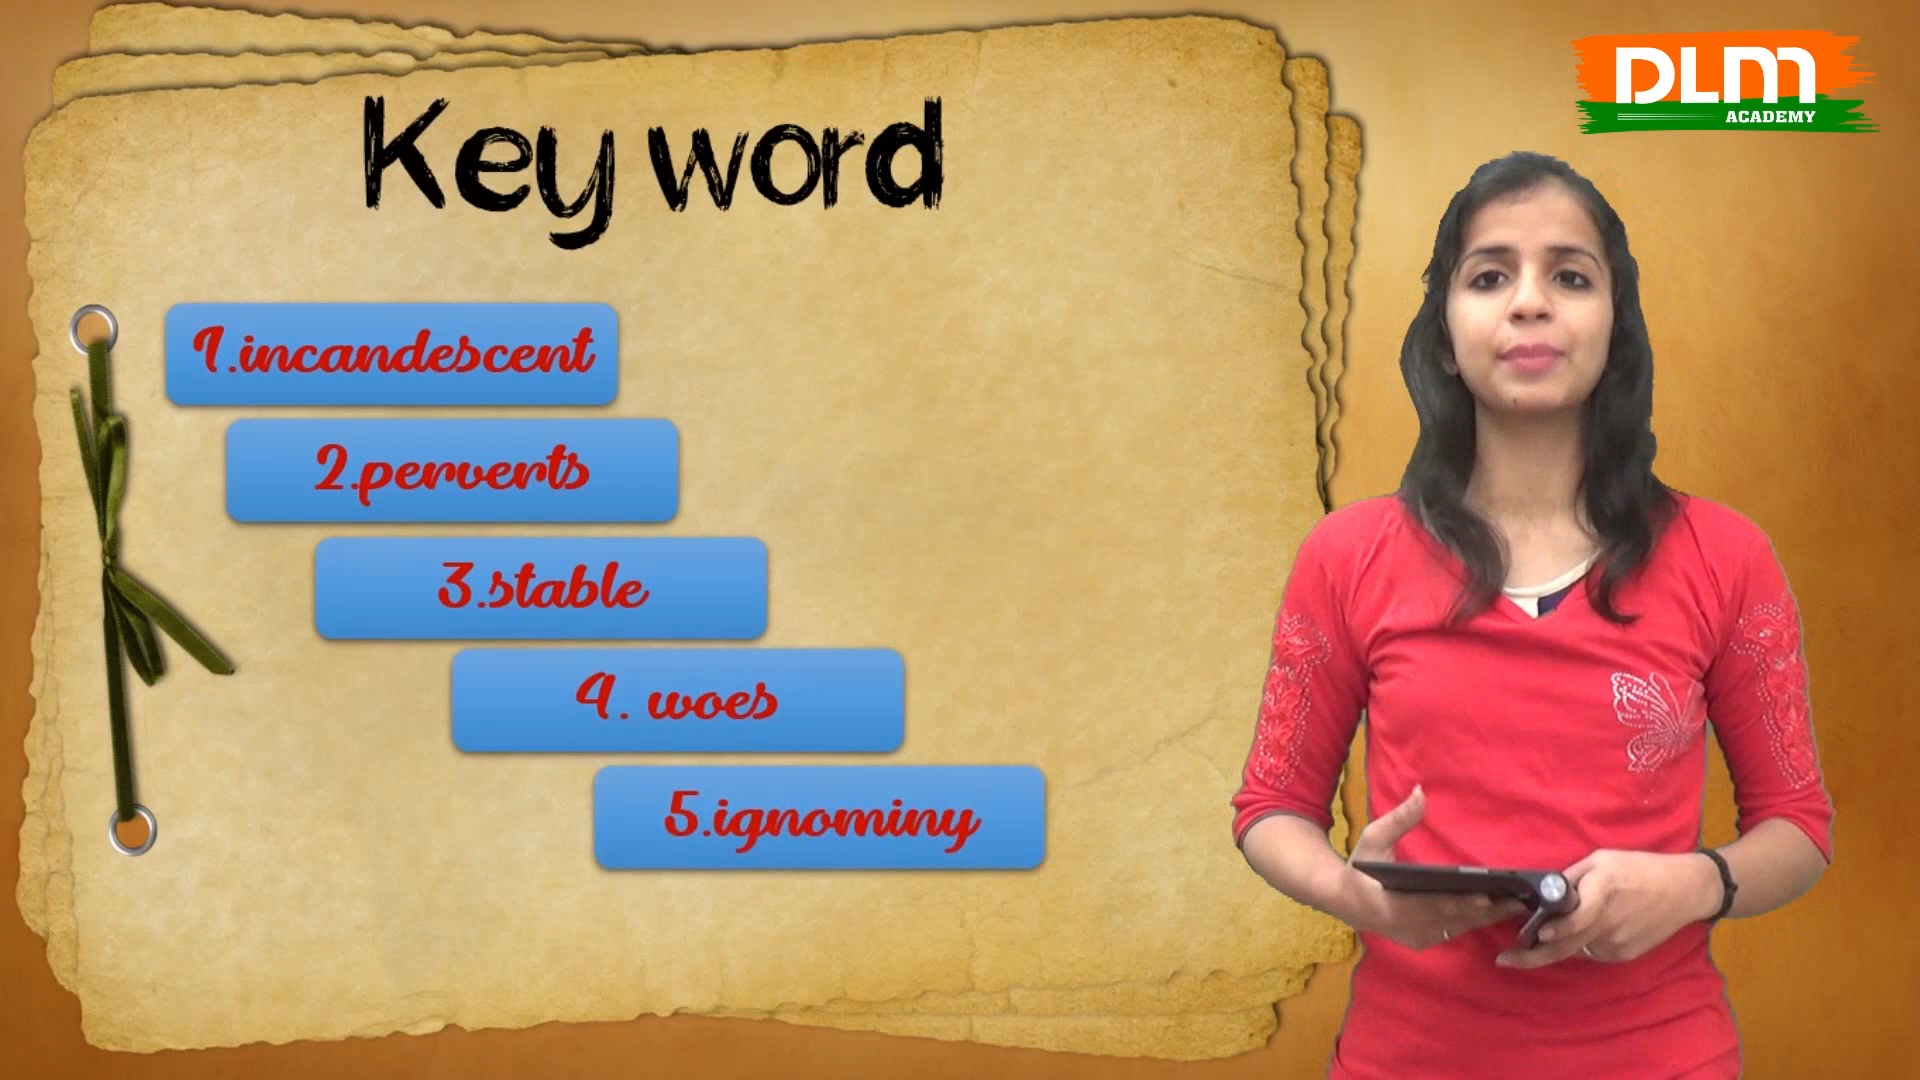 Key word
1.incandescent
2.perverts
3.stable
4. woes
5.ignominy
DLM
ACADEMY